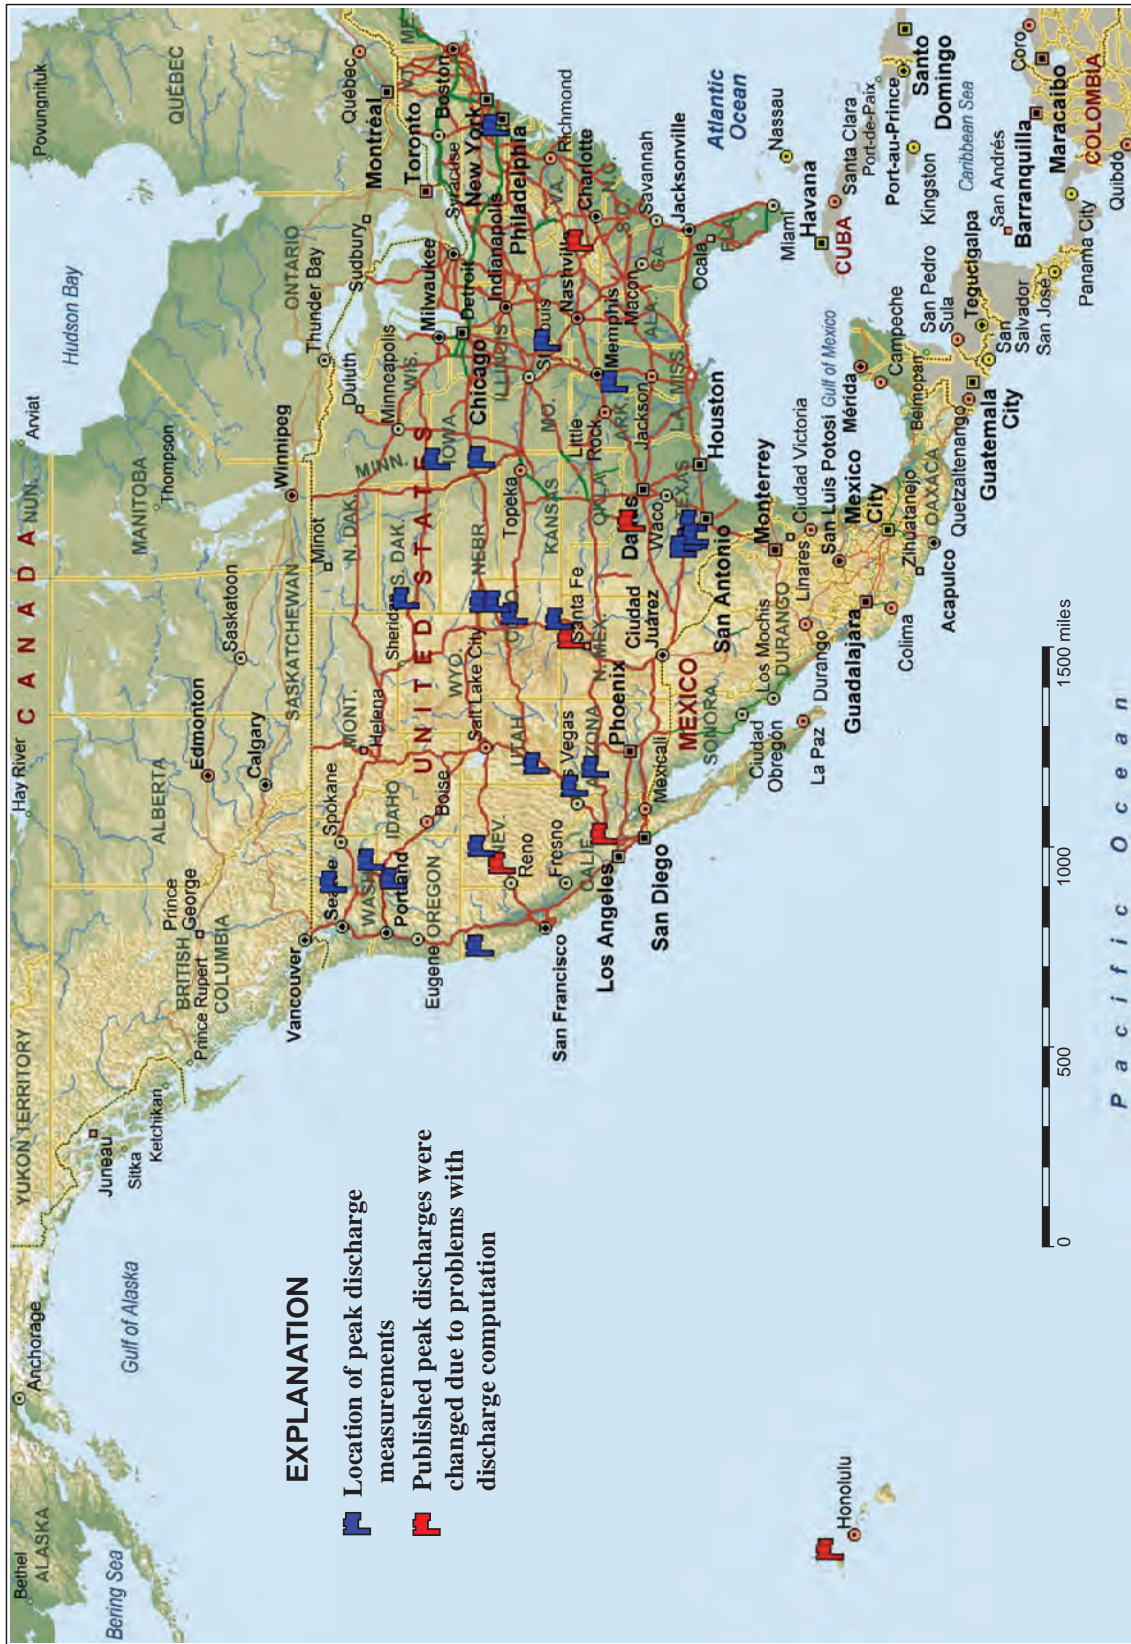 Bethel
ALASKA
Anchorage
YUKON TERRITORY
Hay River
CANADA
NUN.
Arviat
Povungnituk
Bering Sea
Gulf of Alaska
Juneau
Sitka
Ketchikan
Prince Rupert
BRITISH
COLUMBIA
Prince
George
ALBERTA
Edmonton
Calgary
Saskatoon
SASKATCHEWAN
MANITOBA
Thompson
Winnipeg
Hudson Bay
ONTARIO
Thunder Bay
Sudbury
QUÉBEC
Québec
Montréal
Toronto
Vancouver
Spokane
WASH.
Portland
Eugene
OREGON
IDAHO
Boise
MONT.
Helena
Minot
N. DAK.
S. DAK.
Sheridan
WYO.
UNITED STATES
MINN.
Duluth
Minneapolis
WIS.
Milwaukee
IOWA
Chicago
Detroit
Syracuse
Boston
New York
Philadelphia
Salt Lake City
NEBR.
NEV.
Reno
UTAH
Topeka
KANSAS
MO.
ILLINOIS
Indianapolis
VA.
Richmond
San Francisco
Fresno
CALIF.
Santa Fe
N. MEX.
OKLA.
Little
Rock
ARK.
Memphis
Nashville
Charlotte
N.C.
S.C.
Los Angeles
San Diego
Phoenix
Mexicali
Ciudad
Juárez
Waco
Jackson
MISS.
ALA.
LA.
Macon
GA.
Savannah
Jacksonville
Ocala
FLA.
Miami
Atlantic
Ocean
Nassau
MEXICO
SONORA
San Antonio
Houston
Ciudad
Obregón
Los Mochis
DURANGO
Monterrey
La Paz
Durango
Linares
Ciudad Victoria
San Luis Potosi
Gulf of Mexico
Havana
CUBA
Santa Clara
Port-de-Paix
Port-au-Prince
Santo
Domingo
Guadalajara
Colima
Mexico
City
Mérida
Campeche
Zihuatanejo
Acapulco
OAXACA
Belmopan
San Pedro
Sula
Kingston
Caribbean Sea
Quetzaltenango
Guatemala
City
Tegucigalpa
San
Salvador
San José
San Andrés
Barranquilla
Maracaibo
Coro
Panama City
Quibdo
COLOMBIA
Honolulu
Pacific Ocean
EXPLANATION
Location of peak discharge
measurements
Published peak discharges were
changed due to problems with
discharge computation
0
500
1000
1500 miles